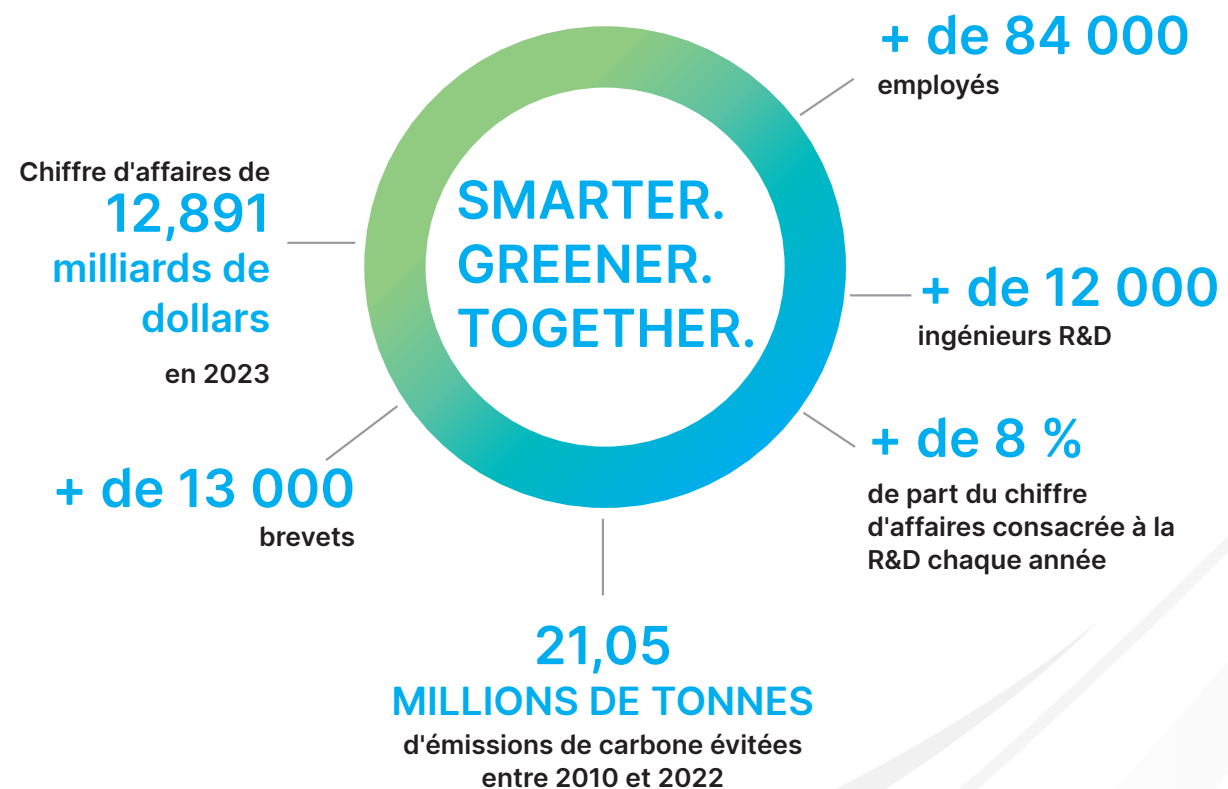 SMARTER.
GREENER.
TOGETHER.
+ de 84 000
employés
+ de 12 000
ingénieurs R&D
+ de 8 %
de part du chiffre
d'affaires consacrée à la
R&D chaque année
21,05
MILLIONS DE TONNES
d'émissions de carbone évitées
entre 2010 et 2022
+ de 13 000
brevets
Chiffre d'affaires de
12,891
milliards de
dollars
en 2023